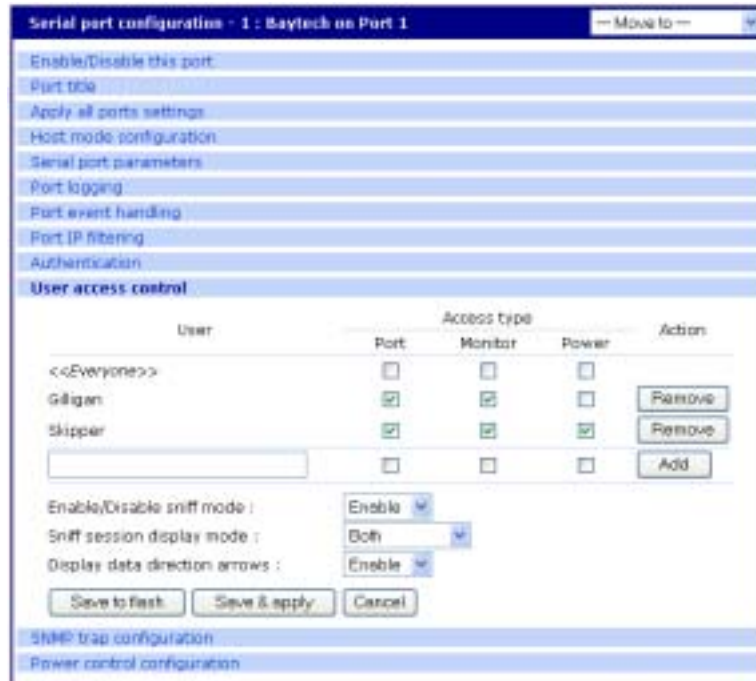 Serial port configuration - 1 : Baytech on Port 1
--- Move to ---
Enable/Disable this port
Port title
Apply all ports settings
Host mode configuration
Serial port parameters
Port logging
Port event handling
Port IP filtering
Authentication
User access control
User Access type Action
Port Monitor Power
<<Everyone>>
Gilligan Remove
Skipper Remove
Add
Enable/Disable sniff mode : Enable
Sniff session display mode : Both
Display data direction arrows : Enable
Save to flash Save & apply Cancel
SNMP trap configuration
Power control configuration